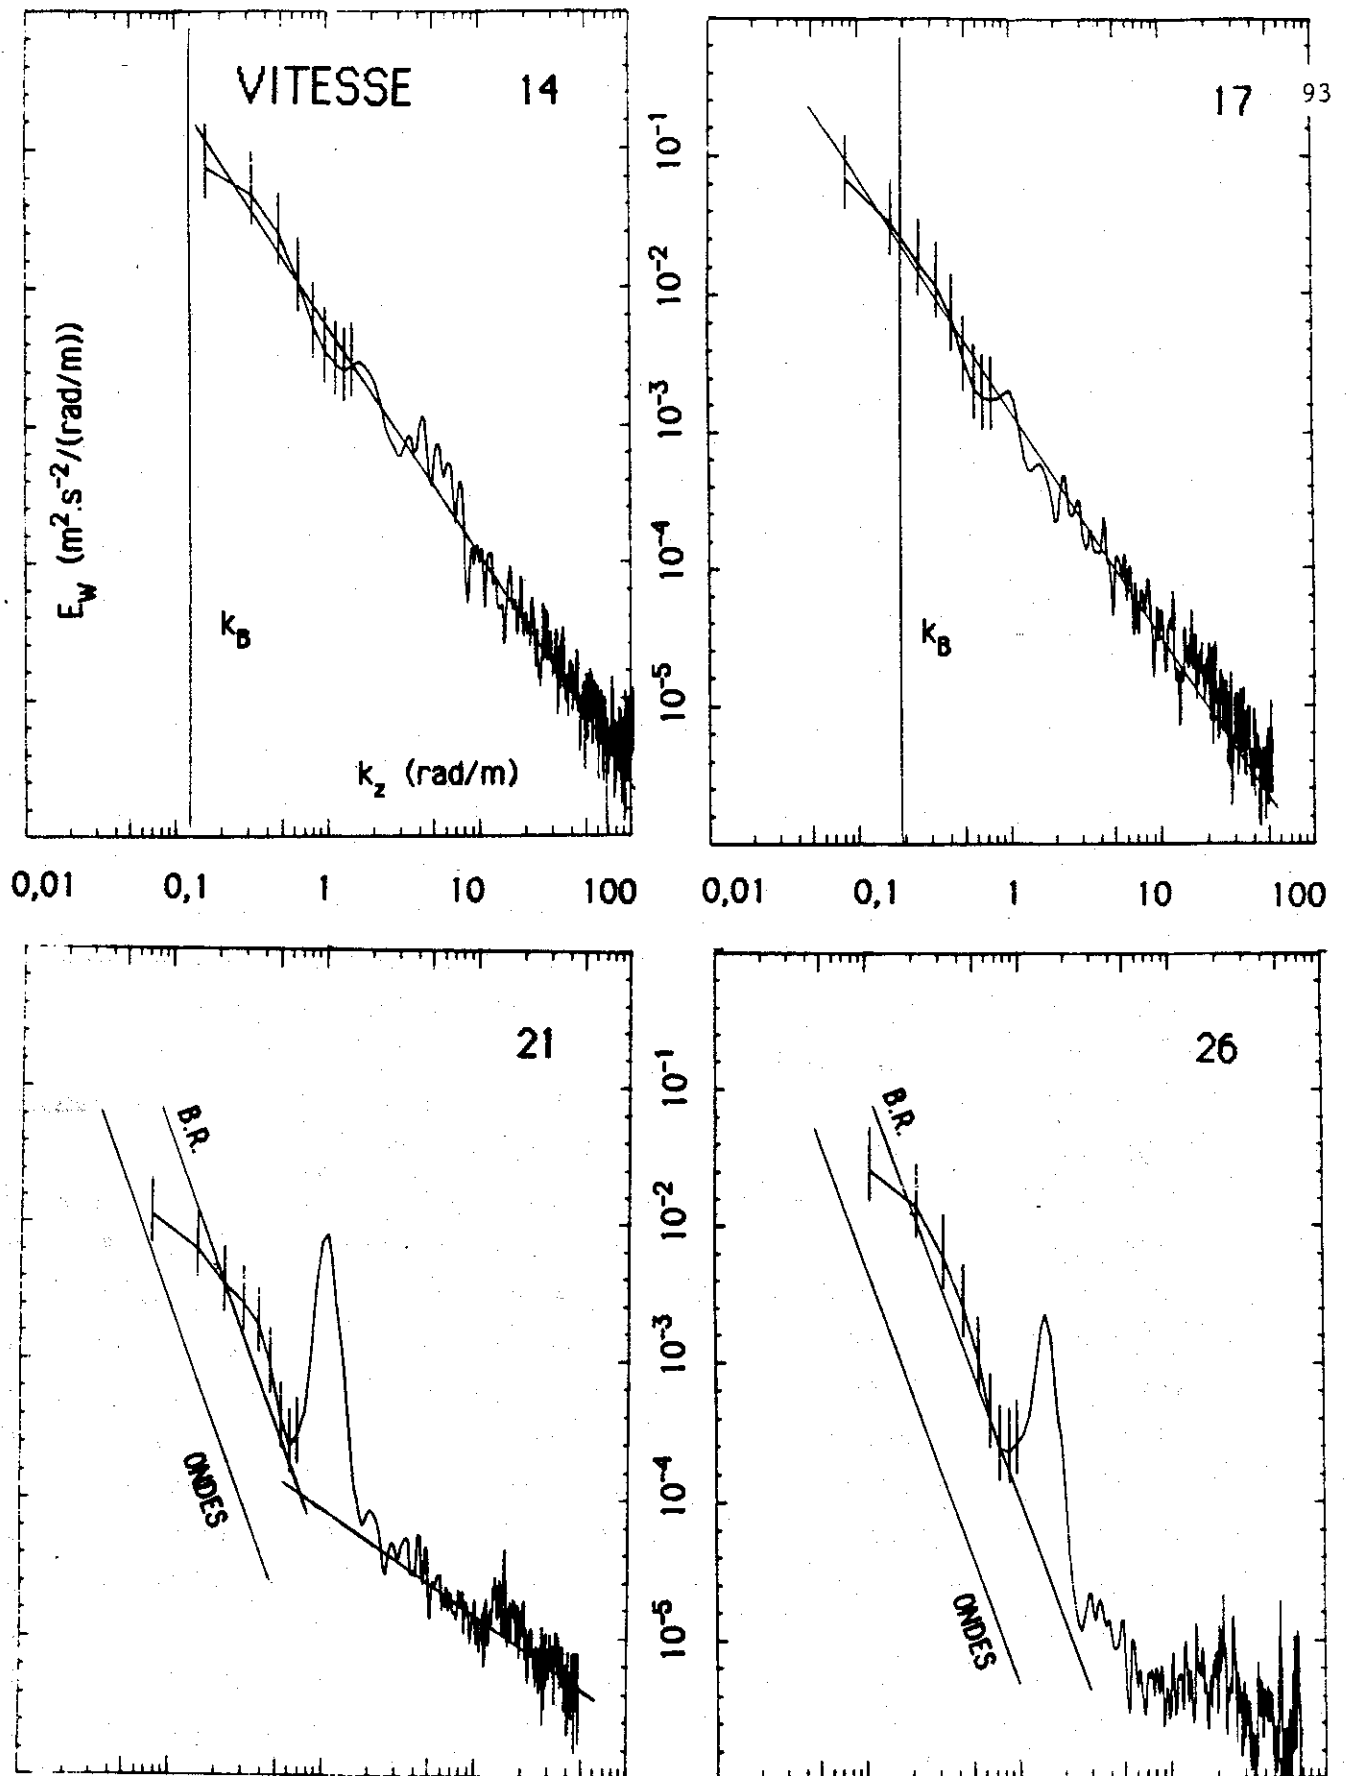 VITESSE 14
17 93
E_W (m².s⁻²/(rad/m))
10⁻¹
10⁻²
10⁻³
10⁻⁴
10⁻⁵
k_B
k_B
k_z (rad/m)
0,01 0,1 1 10 100
0,01 0,1 1 10 100
21
26
B.R.
ONDES
B.R.
ONDES
10⁻¹
10⁻²
10⁻³
10⁻⁴
10⁻⁵